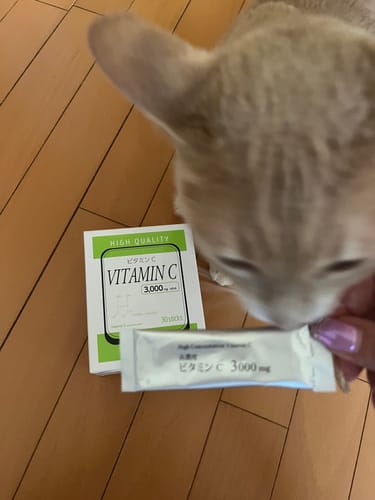 HIGH QUALITY
ビタミンC
VITAMIN C
3,000mg
30sticks
High Concentration Vitamin C
高濃度
ビタミンC 3000mg